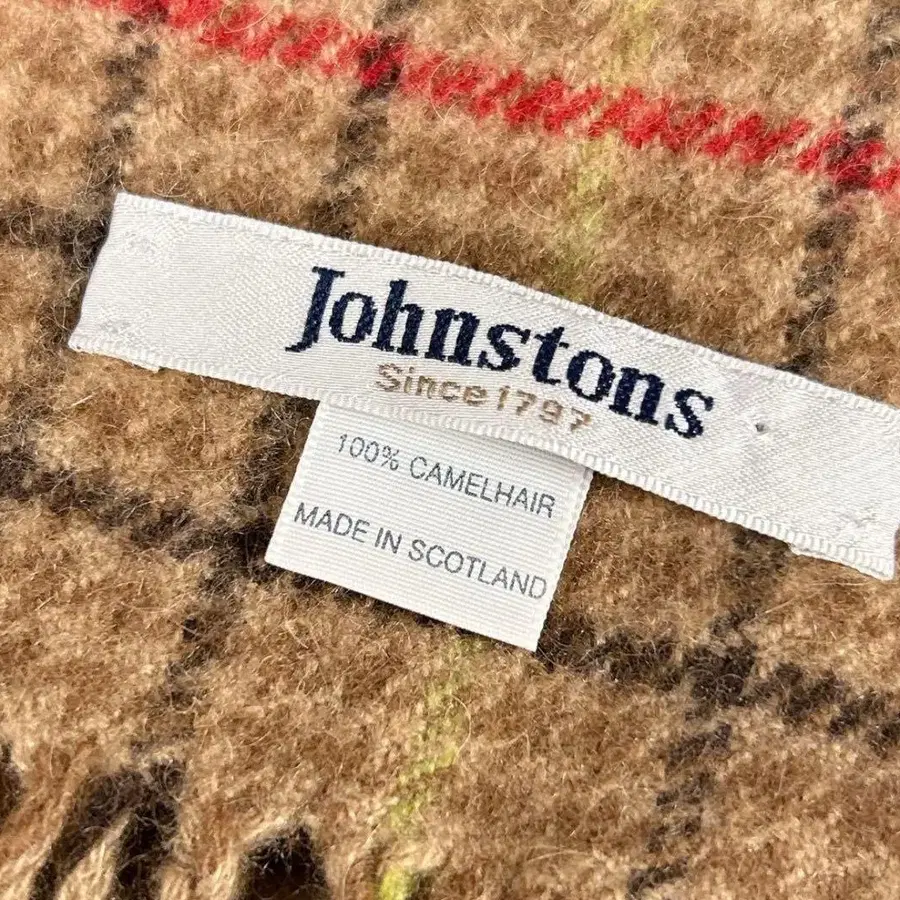 Johnstons
Since 1797
100% CAMELHAIR
MADE IN SCOTLAND